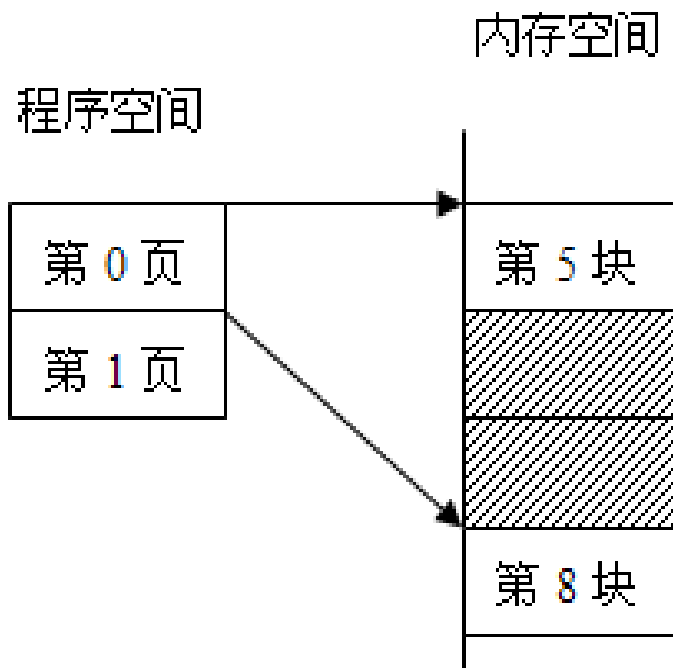 内存空间
程序空间
第 0 页
第 5 块
第 1 页
第 8 块